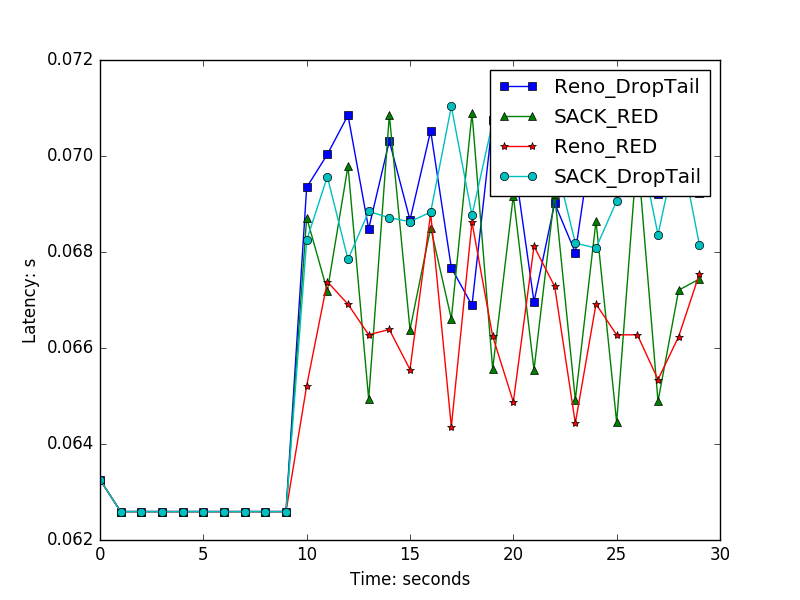 0.072
Reno_DropTail
SACK_RED
Reno_RED
SACK_DropTail
0.070
0.068
0.066
0.064
0.062
Latency: s
0 5 10 15 20 25 30
Time: seconds